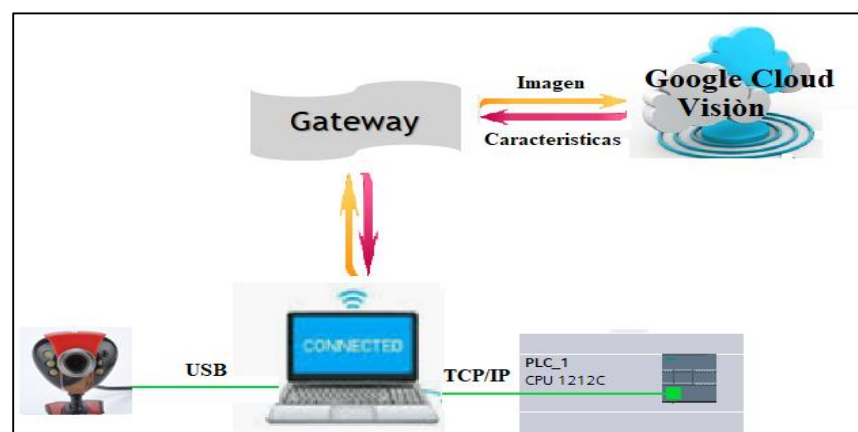 Imagen
Google Cloud
Visiòn
Gateway
Caracteristicas
CONNECTED
USB
TCP/IP
PLC_1
CPU 1212C